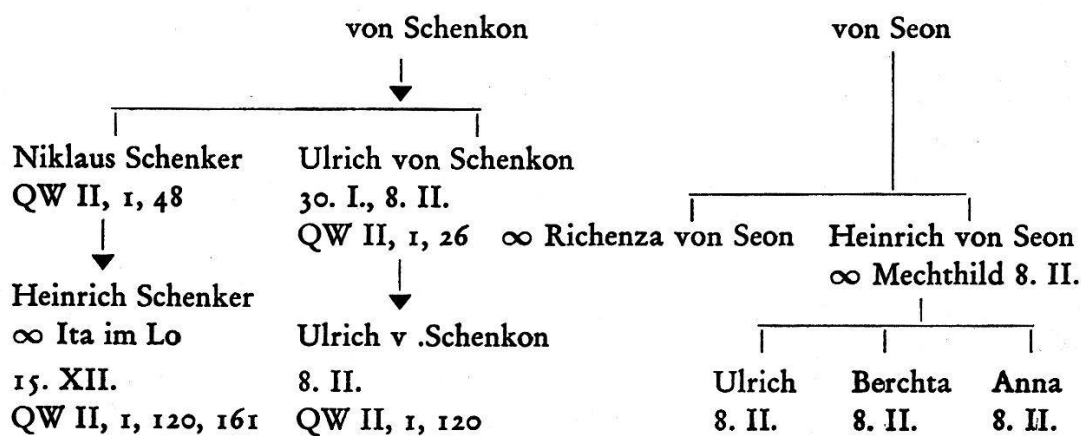 von Schenkon
von Seon
Niklaus Schenker
QW II, 1, 48
Ulrich von Schenkon
30. I., 8. II.
QW II, 1, 26 ∞ Richenza von Seon
Heinrich von Seon
∞ Mechthild 8. II.
Heinrich Schenker
∞ Ita im Lo
15. XII.
QW II, 1, 120, 161
Ulrich v .Schenkon
8. II.
QW II, 1, 120
Ulrich
8. II.
Berchta
8. II.
Anna
8. II.